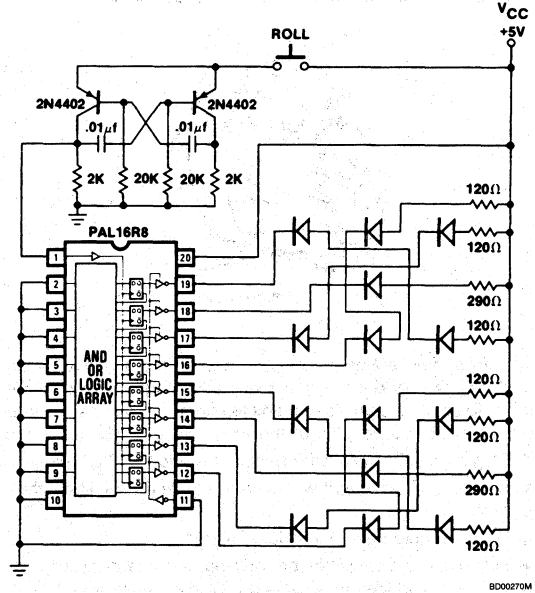 VCC
+5V
ROLL
2N4402
2N4402
.01µf
.01µf
2K
20K
20K
2K
PAL16R8
120Ω
120Ω
290Ω
120Ω
120Ω
120Ω
290Ω
120Ω
1
20
2
19
3
18
4
17
5
16
6
15
7
14
8
13
9
12
10
11
AND
OR
LOGIC
ARRAY
BD00270M